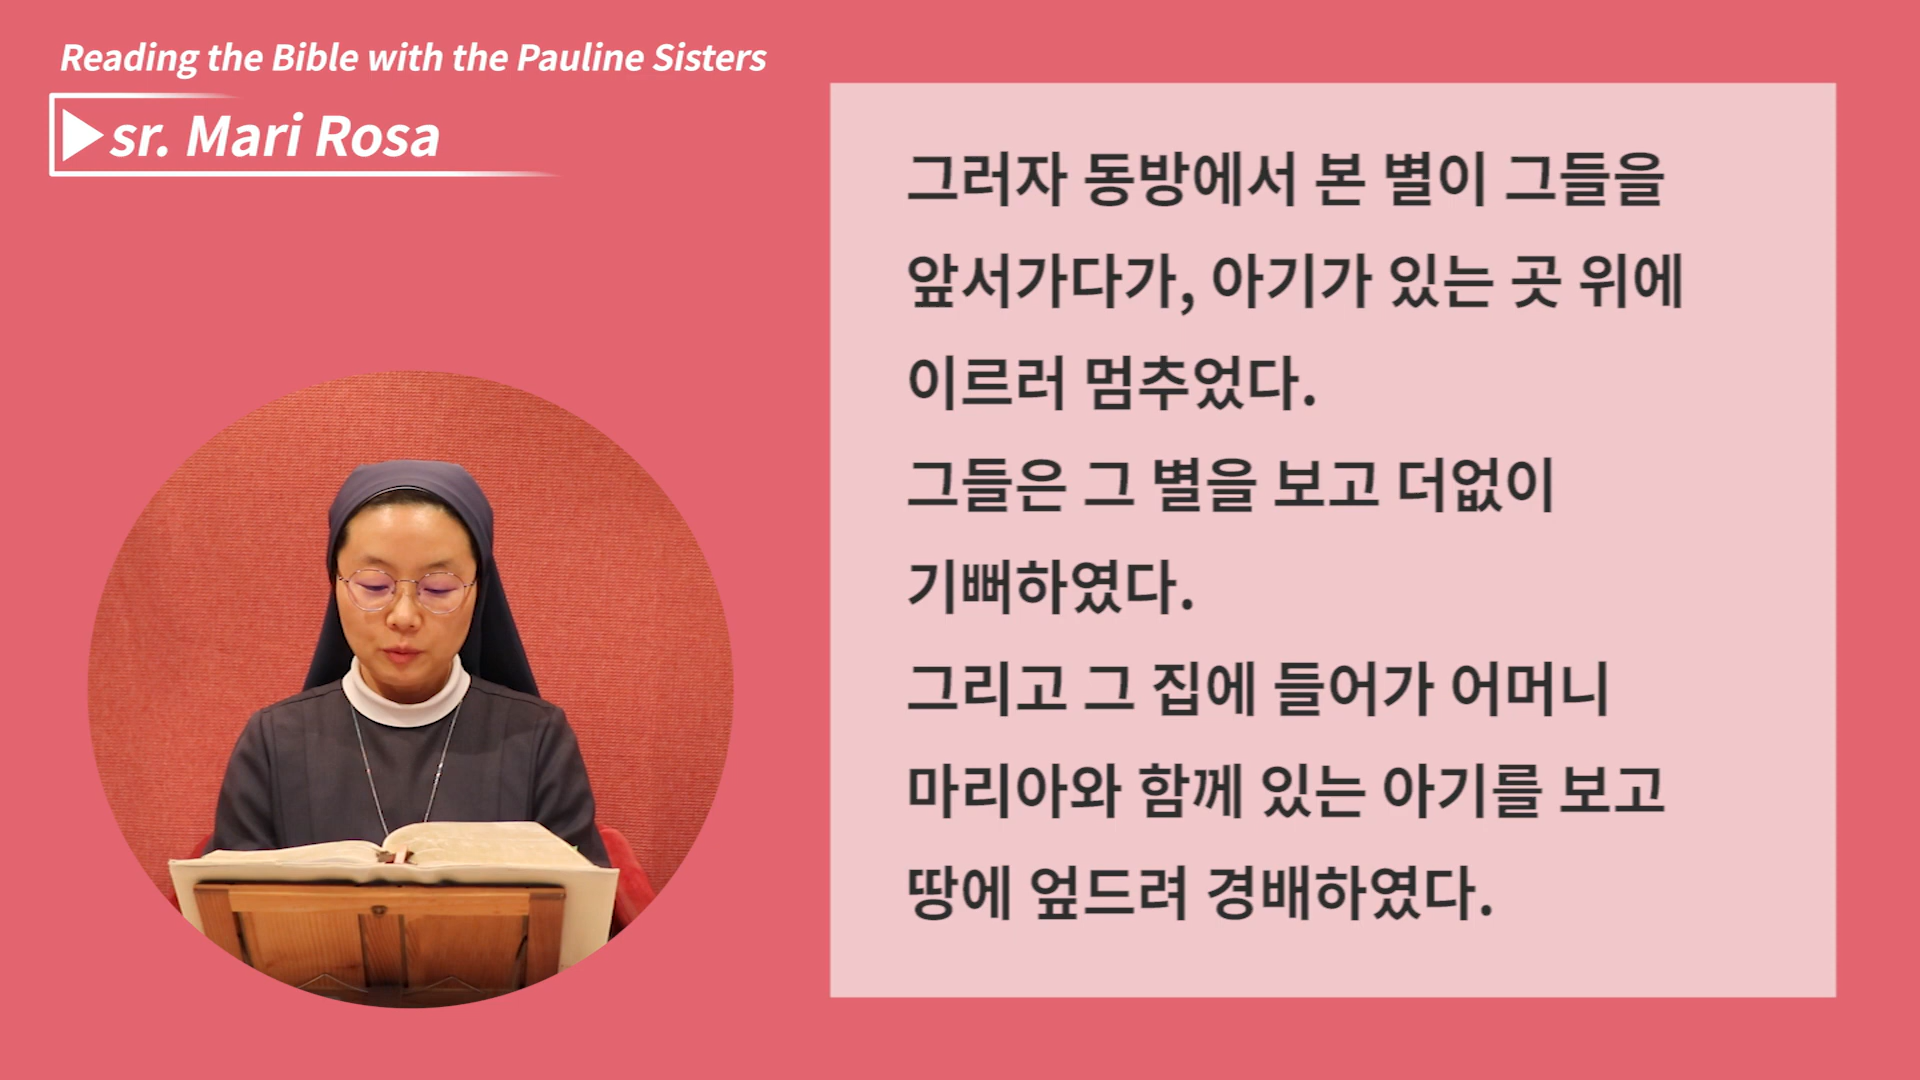 Reading the Bible with the Pauline Sisters
sr. Mari Rosa
그러자 동방에서 본 별이 그들을
앞서가다가, 아기가 있는 곳 위에
이르러 멈추었다.
그들은 그 별을 보고 더없이
기뻐하였다.
그리고 그 집에 들어가 어머니
마리아와 함께 있는 아기를 보고
땅에 엎드려 경배하였다.